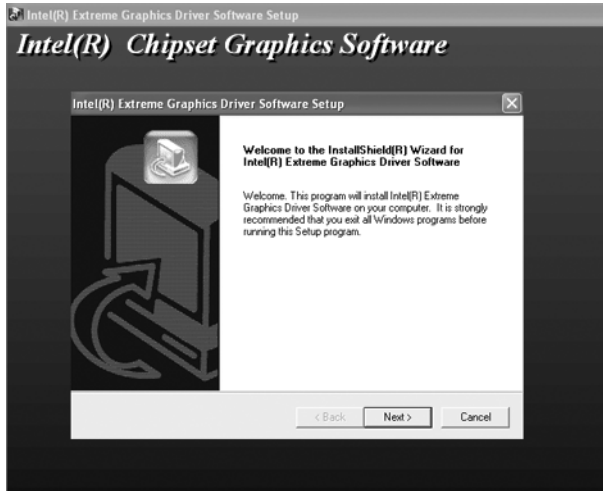 Intel(R) Extreme Graphics Driver Software Setup
Intel(R) Chipset Graphics Software
Intel(R) Extreme Graphics Driver Software Setup
Welcome to the InstallShield(R) Wizard for
Intel(R) Extreme Graphics Driver Software
Welcome. This program will install Intel(R) Extreme
Graphics Driver Software on your computer. It is strongly
recommended that you exit all Windows programs before
running this Setup program.
< Back
Next >
Cancel